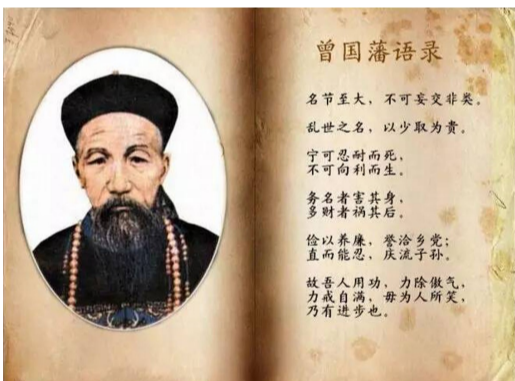 曾国藩语录
名节至大，不可妄交非类。
乱世之名，以少取为贵。
宁可忍耐而死，
不可向利而生。
务名者害其身，
多财者祸其后。
俭以养廉，誉洽乡党；
直而能忍，庆流子孙。
故吾人用功，力除傲气，
力戒自满，毋为人所笑，
乃有进步也。